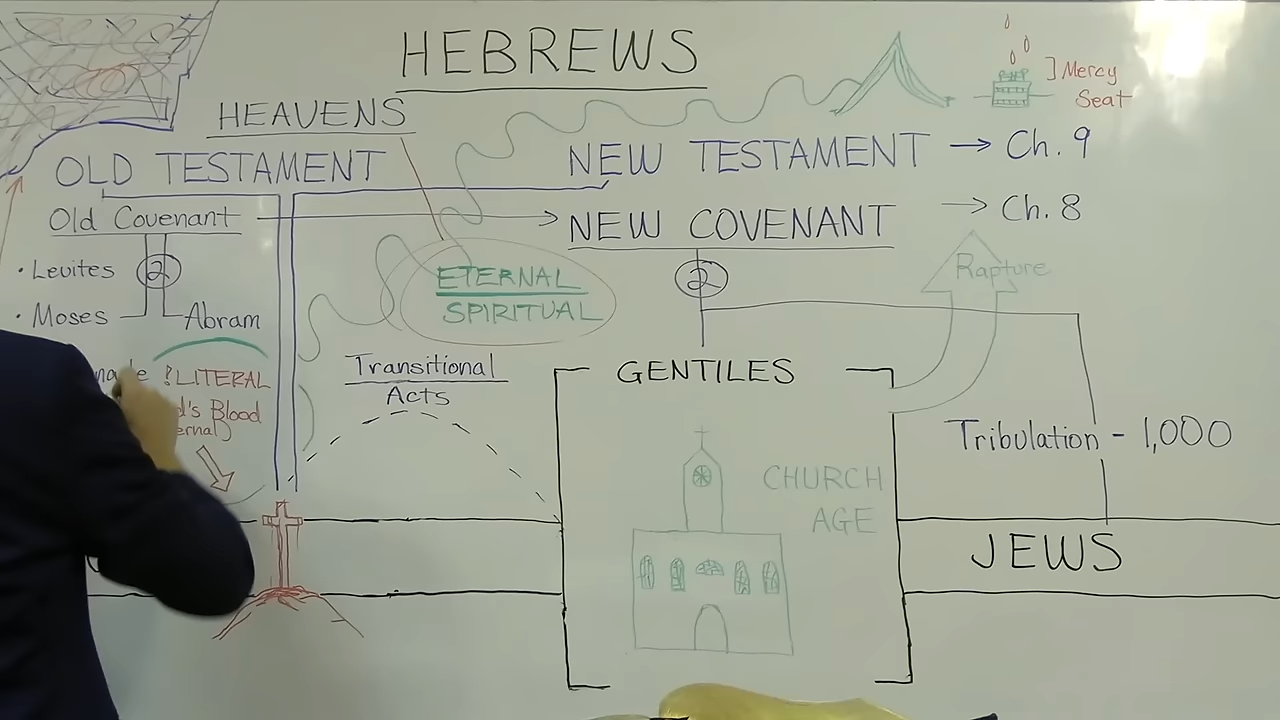 HEBREWS
] Mercy
Seat
HEAVENS
OLD TESTAMENT
NEW TESTAMENT → Ch. 9
Old Covenant →
NEW COVENANT → Ch. 8
· Levites
2
· Moses
Abram
ETERNAL
SPIRITUAL
2
Rapture
!LITERAL
Blood
Transitional
Acts
GENTILES
Tribulation - 1,000
CHURCH
AGE
JEWS